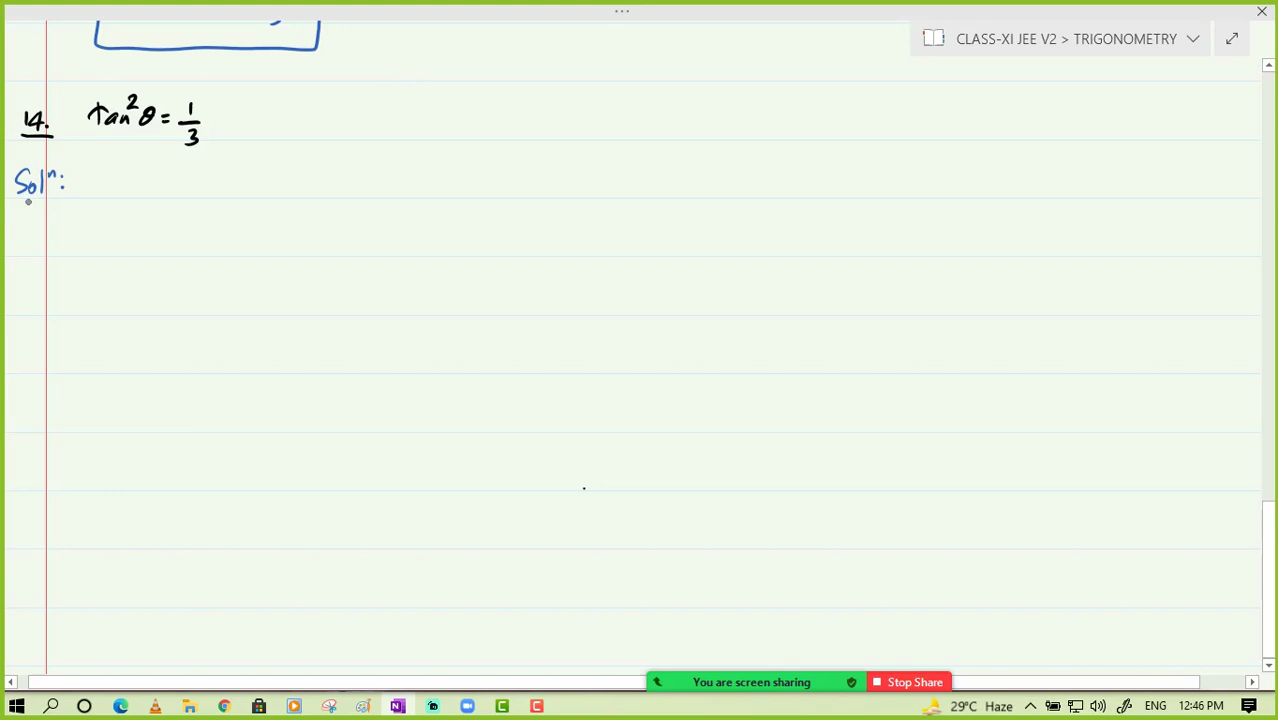 CLASS-XI JEE V2 > TRIGONOMETRY
14. tan²θ = 1/3
Solⁿ:
You are screen sharing
Stop Share
29°C Haze
ENG
12:46 PM